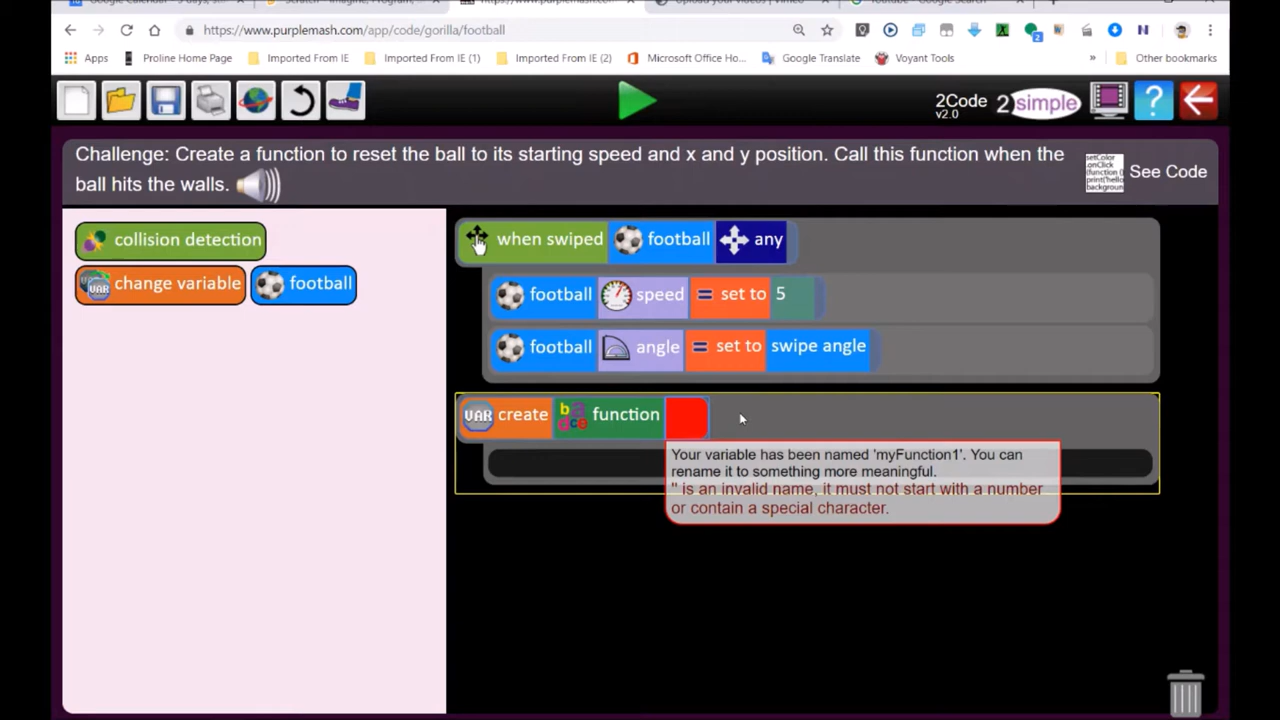 https://www.purplemash.com/app/code/gorilla/football
Apps
Proline Home Page
Imported From IE
Imported From IE (1)
Imported From IE (2)
Microsoft Office Ho...
Google Translate
Voyant Tools
»
Other bookmarks
2Code
v2.0
2simple
?
Challenge: Create a function to reset the ball to its starting speed and x and y position. Call this function when the
ball hits the walls.
See Code
collision detection
VAR change variable
football
when swiped football any
football speed = set to 5
football angle = set to swipe angle
VAR create function
Your variable has been named 'myFunction1'. You can
rename it to something more meaningful.
'' is an invalid name, it must not start with a number
or contain a special character.